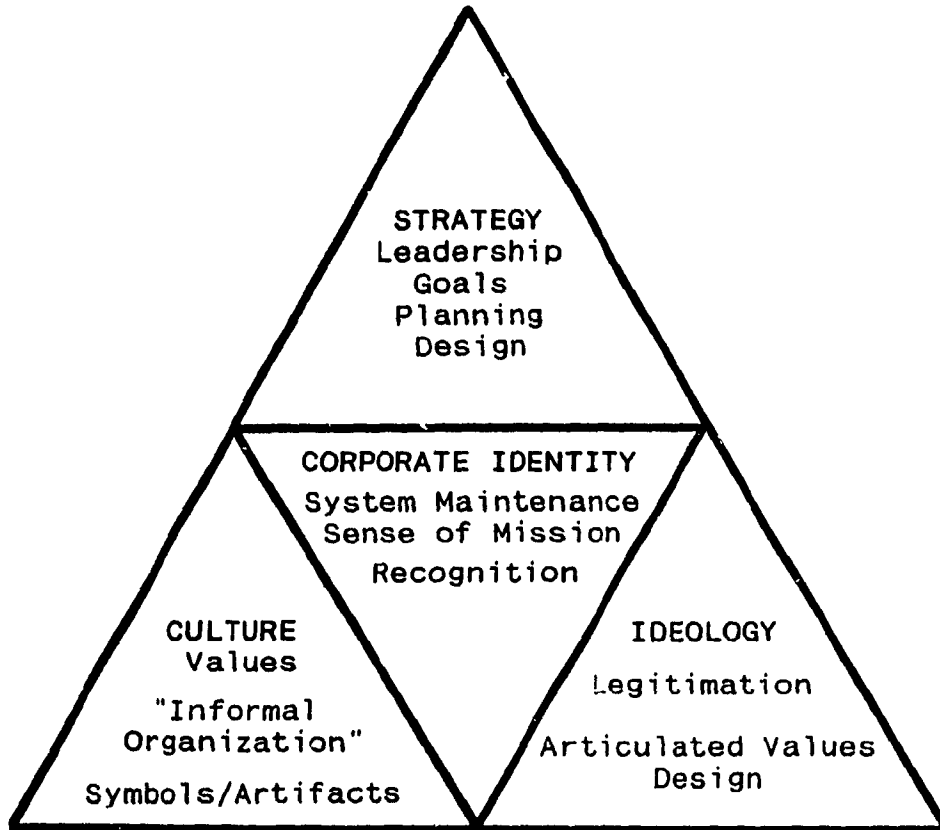 STRATEGY
Leadership
Goals
Planning
Design
CORPORATE IDENTITY
System Maintenance
Sense of Mission
Recognition
CULTURE
Values
"Informal
Organization"
Symbols/Artifacts
IDEOLOGY
Legitimation
Articulated Values
Design